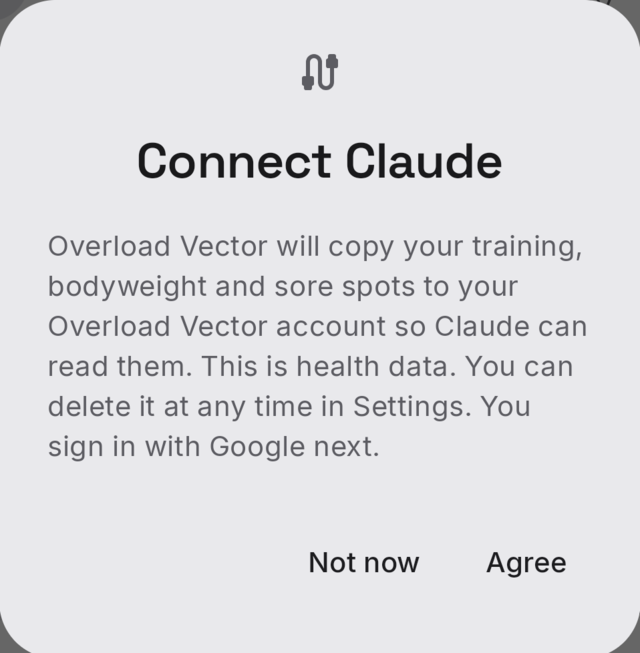 Connect Claude
Overload Vector will copy your training,
bodyweight and sore spots to your
Overload Vector account so Claude can
read them. This is health data. You can
delete it at any time in Settings. You
sign in with Google next.
Not now Agree